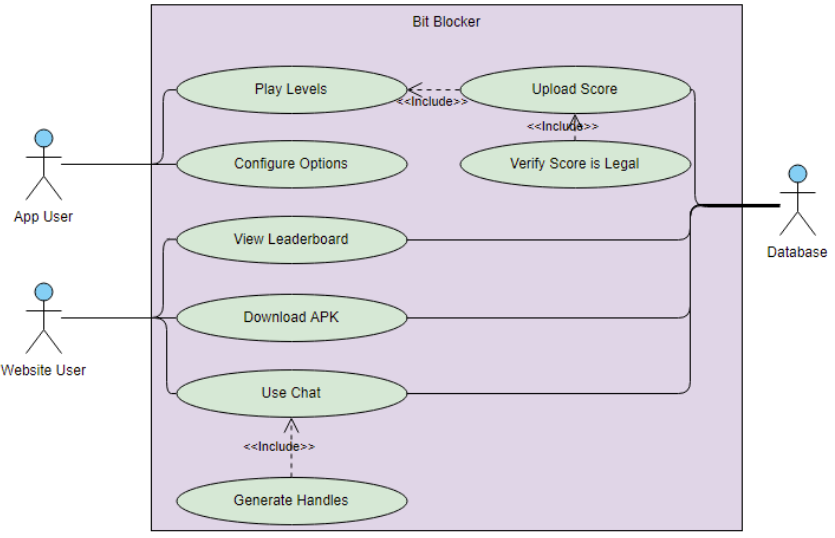 Bit Blocker
Play Levels
<<Include>>
Upload Score
<<Include>>
Configure Options
Verify Score is Legal
App User
View Leaderboard
Database
Download APK
Website User
Use Chat
<<Include>>
Generate Handles